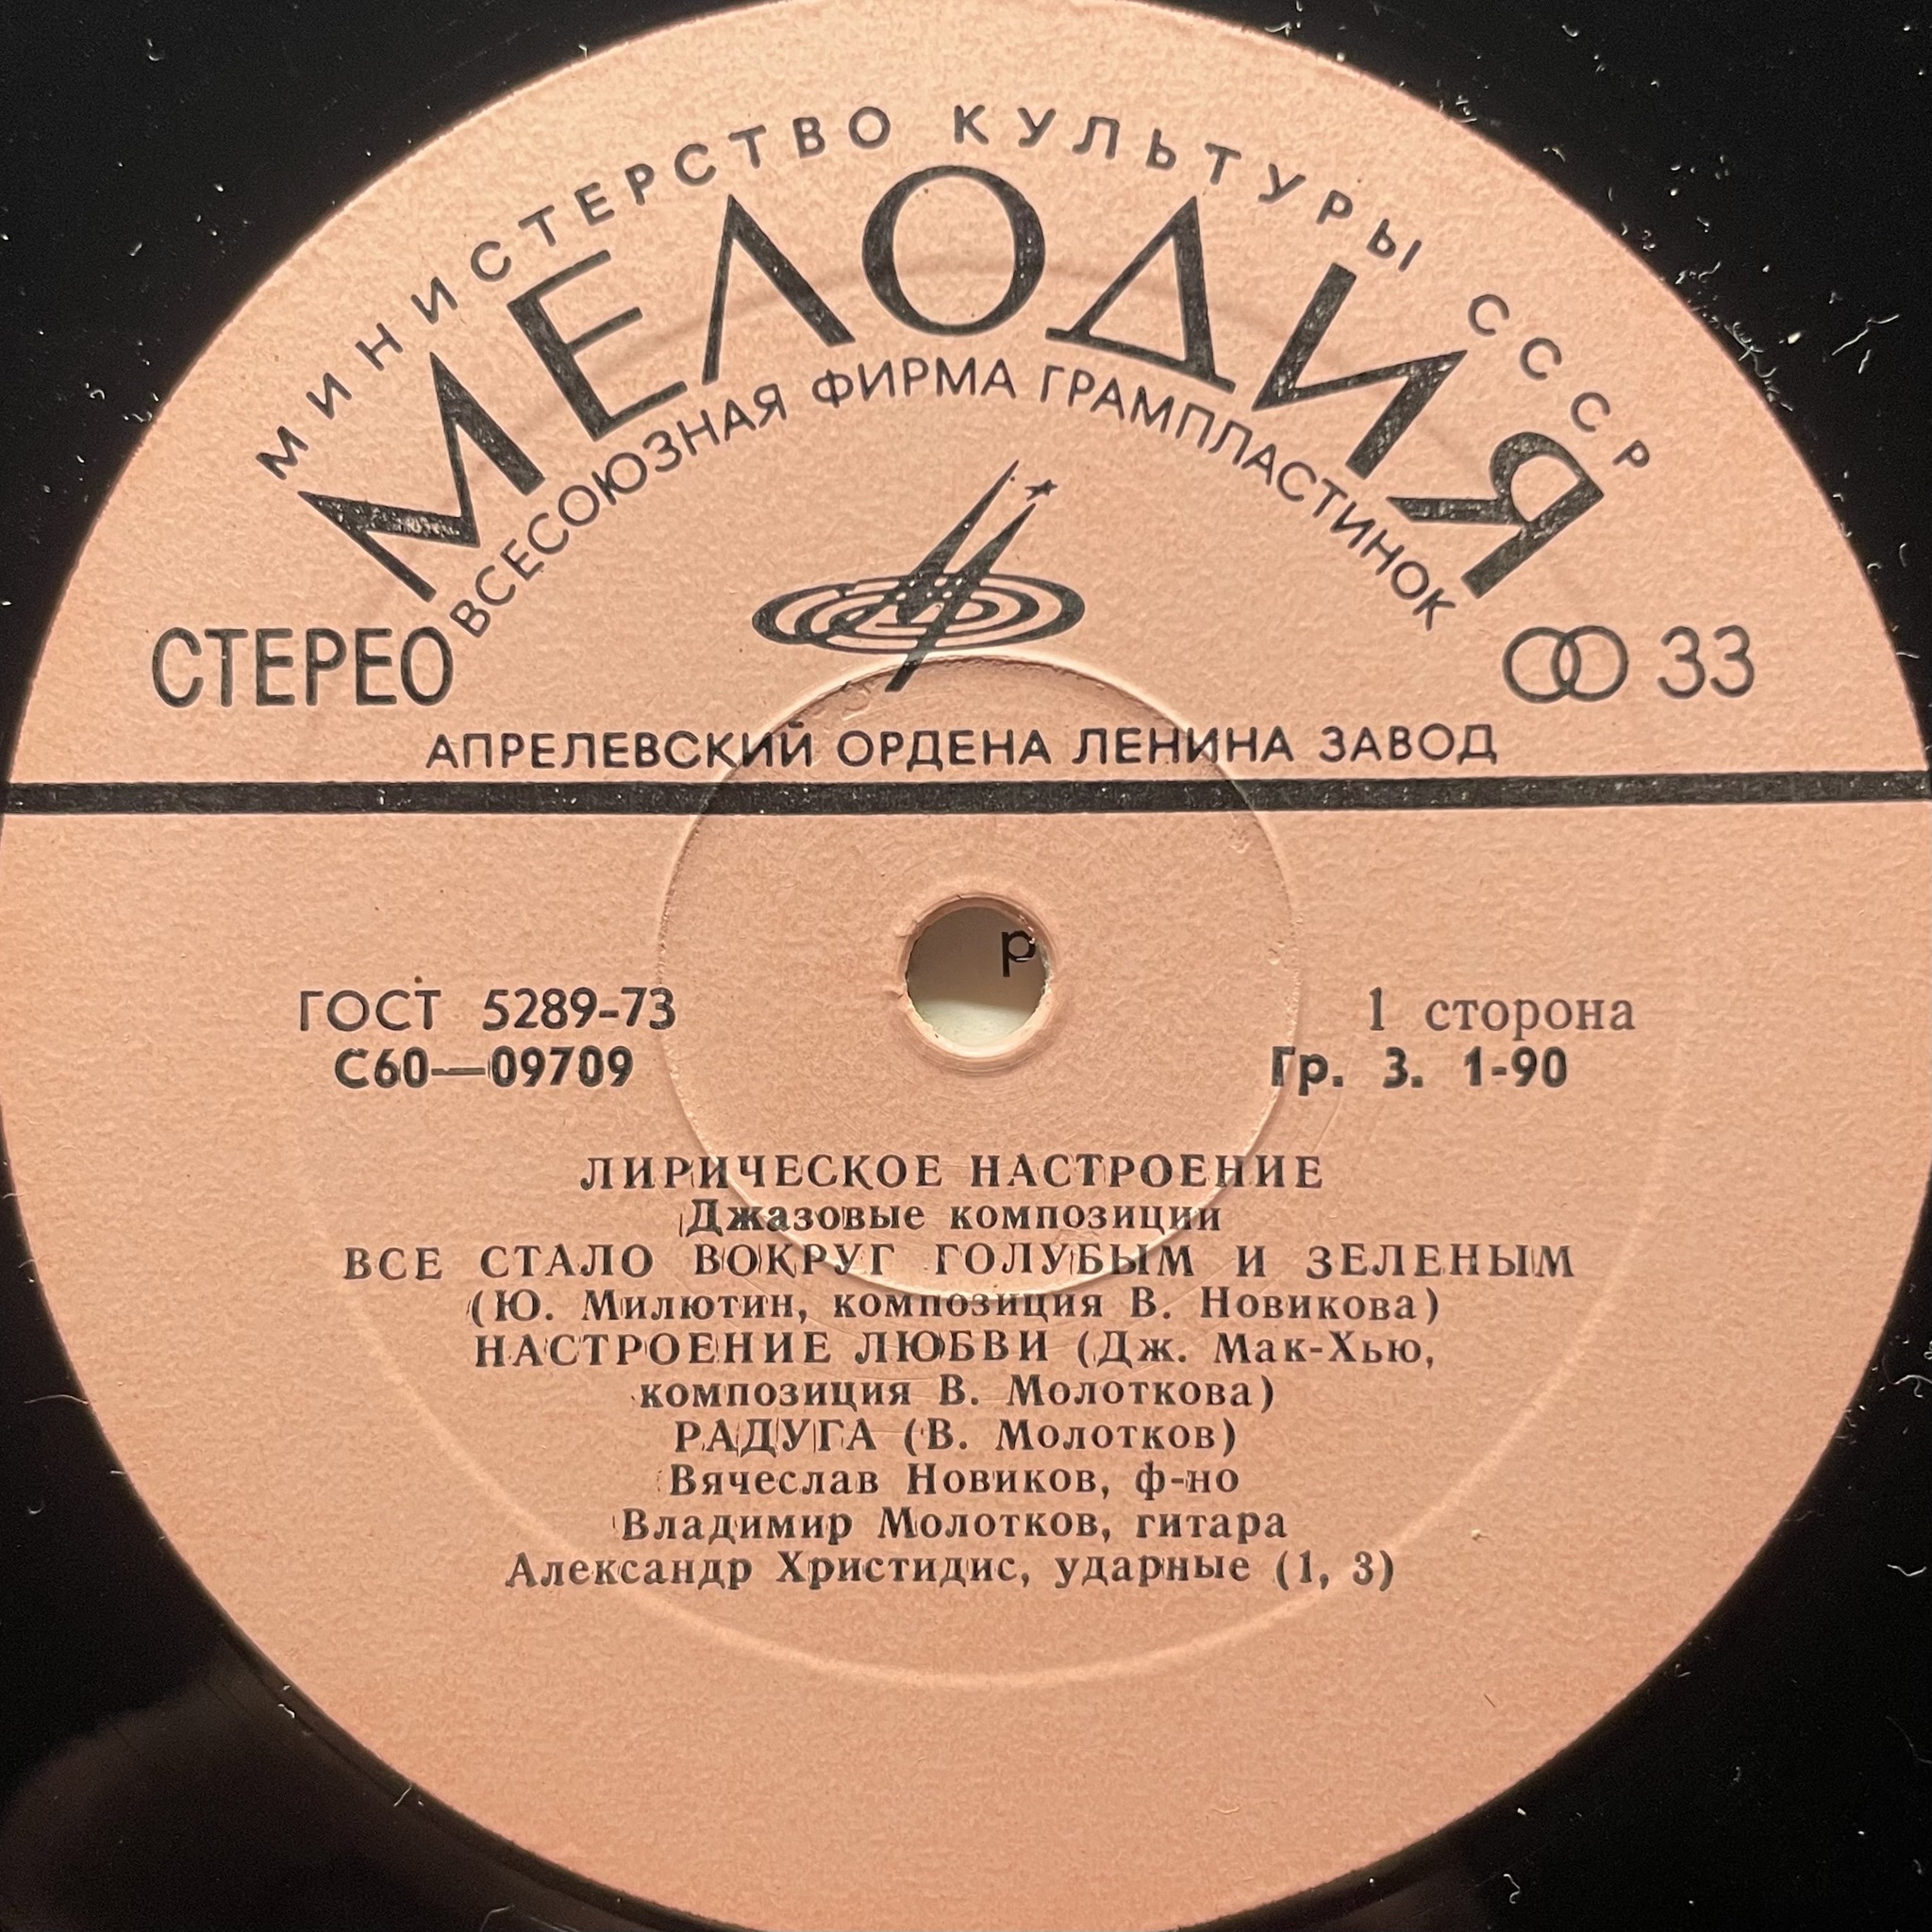 МИНИСТЕРСТВО КУЛЬТУРЫ СССР
МЕЛОДИЯ
ВСЕСОЮЗНАЯ ФИРМА ГРАМПЛАСТИНОК
СТЕРЕО
33
АПРЕЛЕВСКИЙ ОРДЕНА ЛЕНИНА ЗАВОД
р
ГОСТ 5289-73
1 сторона
С60—09709
Гр. 3. 1-90
ЛИРИЧЕСКОЕ НАСТРОЕНИЕ
Джазовые композиции
ВСЕ СТАЛО ВОКРУГ ГОЛУБЫМ И ЗЕЛЕНЫМ
(Ю. Милютин, композиция В. Новикова)
НАСТРОЕНИЕ ЛЮБВИ (Дж. Мак-Хью,
композиция В. Молоткова)
РАДУГА (В. Молотков)
Вячеслав Новиков, ф-но
Владимир Молотков, гитара
Александр Христидис, ударные (1, 3)